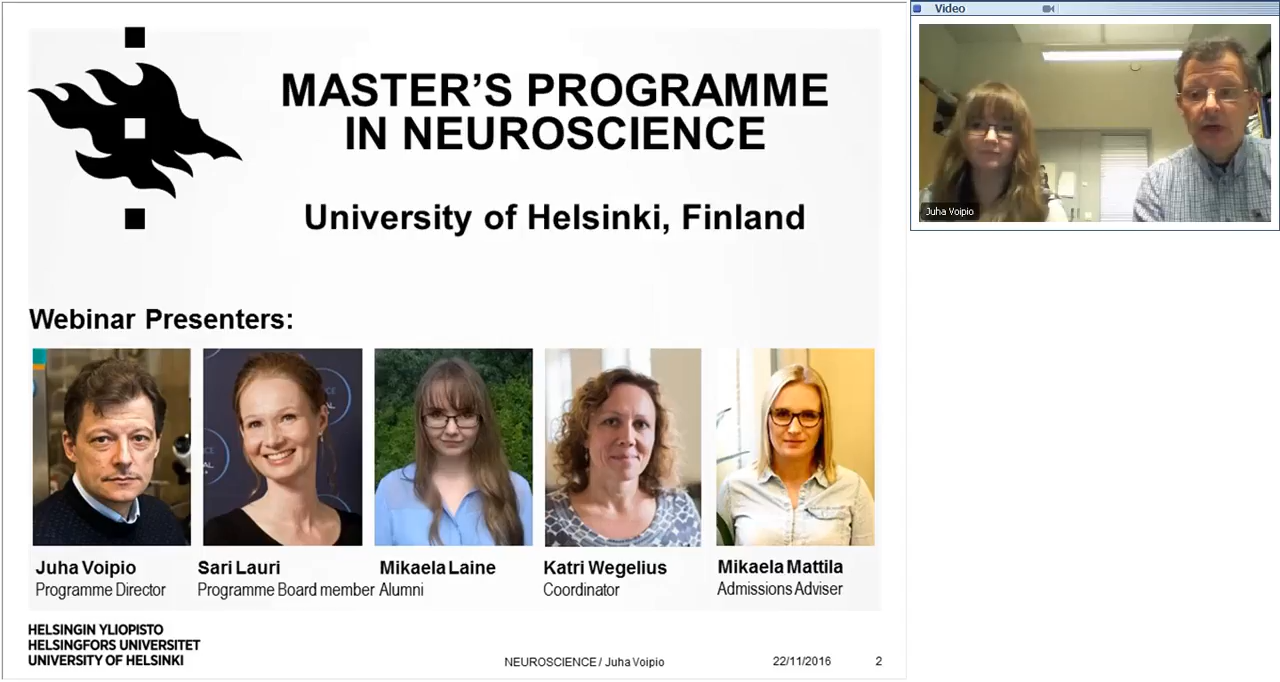 Video
MASTER'S PROGRAMME
IN NEUROSCIENCE
University of Helsinki, Finland
Juha Voipio
Webinar Presenters:
Juha Voipio
Programme Director
Sari Lauri
Programme Board member
Mikaela Laine
Alumni
Katri Wegelius
Coordinator
Mikaela Mattila
Admissions Adviser
HELSINGIN YLIOPISTO
HELSINGFORS UNIVERSITET
UNIVERSITY OF HELSINKI
NEUROSCIENCE / Juha Voipio
22/11/2016
2